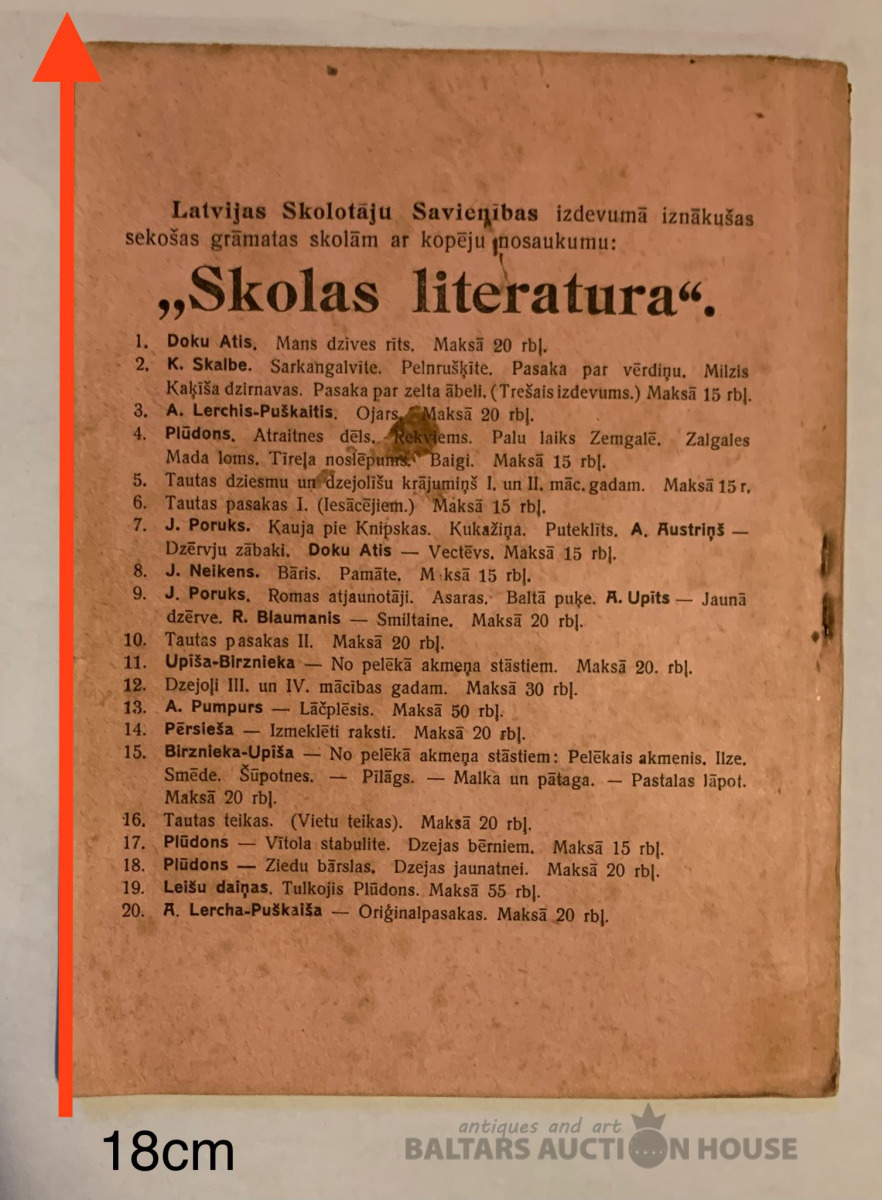 Latvijas Skolotāju Savienības izdevumā iznākušas
sekošas grāmatas skolām ar kopēju nosaukumu:
„Skolas literatura“.
1. Doku Atis. Mans dzives rīts. Maksā 20 rbļ.
2. K. Skalbe. Sarkangalvite. Pelnrušķīte. Pasaka par vērdiņu. Milzis
Kaķīša dzirnavas. Pasaka par zelta ābeli. (Trešais izdevums.) Maksā 15 rbļ.
3. A. Lerchis-Puškaitis. Ojars. Maksā 20 rbļ.
4. Plūdons. Atraitnes dēls. Rekviems. Palu laiks Zemgalē. Zalgales
Mada loms. Tīreļa noslēpums. Baigi. Maksā 15 rbļ.
5. Tautas dziesmu un dzejolīšu krājumiņš I. un II. māc. gadam. Maksā 15 r.
6. Tautas pasakas I. (Iesācējiem.) Maksā 15 rbļ.
7. J. Poruks. Kauja pie Knipskas. Kukažiņa. Puteklīts. A. Austriņš —
Dzērvju zābaki. Doku Atis — Vectēvs. Maksā 15 rbļ.
8. J. Neikens. Bāris. Pamāte. M ksā 15 rbļ.
9. J. Poruks. Romas atjaunotāji. Asaras. Baltā puķe. A. Upīts — Jaunā
dzērve. R. Blaumanis — Smiltaine. Maksā 20 rbļ.
10. Tautas pasakas II. Maksā 20 rbļ.
11. Upīša-Birznieka — No pelēkā akmeņa stāstiem. Maksā 20. rbļ.
12. Dzejoļi III. un IV. mācības gadam. Maksā 30 rbļ.
13. A. Pumpurs — Lāčplēsis. Maksā 50 rbļ.
14. Pērsieša — Izmeklēti raksti. Maksā 20 rbļ.
15. Birznieka-Upīša — No pelēkā akmeņa stāstiem: Pelēkais akmenis. Ilze.
Smēde. Šūpotnes. — Pīlāgs. — Malka un pātaga. — Pastalas lāpot.
Maksā 20 rbļ.
16. Tautas teikas. (Vietu teikas). Maksā 20 rbļ.
17. Plūdons — Vītola stabulite. Dzejas bērniem. Maksā 15 rbļ.
18. Plūdons — Ziedu bārslas. Dzejas jaunatnei. Maksā 20 rbļ.
19. Leišu daiņas. Tulkojis Plūdons. Maksā 55 rbļ.
20. A. Lercha-Puškaiša — Oriģinalpasakas. Maksā 20 rbļ.
18cm
antiques and art
BALTARS AUCTION HOUSE